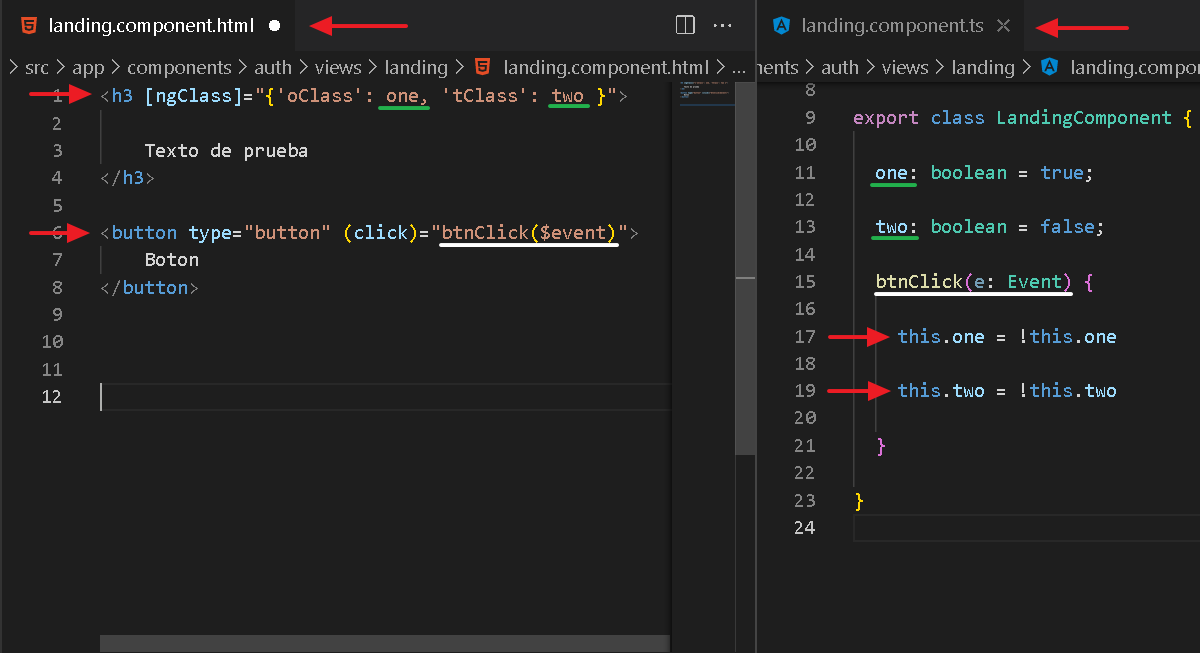 landing.component.html
src > app > components > auth > views > landing > landing.component.html > ...
1 <h3 [ngClass]="{'oClass': one, 'tClass': two }">
2
3 Texto de prueba
4 </h3>
5
6 <button type="button" (click)="btnClick($event)">
7 Boton
8 </button>
9
10
11
12
landing.component.ts
nents > auth > views > landing > landing.compon
8
9 export class LandingComponent {
10
11 one: boolean = true;
12
13 two: boolean = false;
14
15 btnClick(e: Event) {
16
17 this.one = !this.one
18
19 this.two = !this.two
20
21 }
22
23 }
24